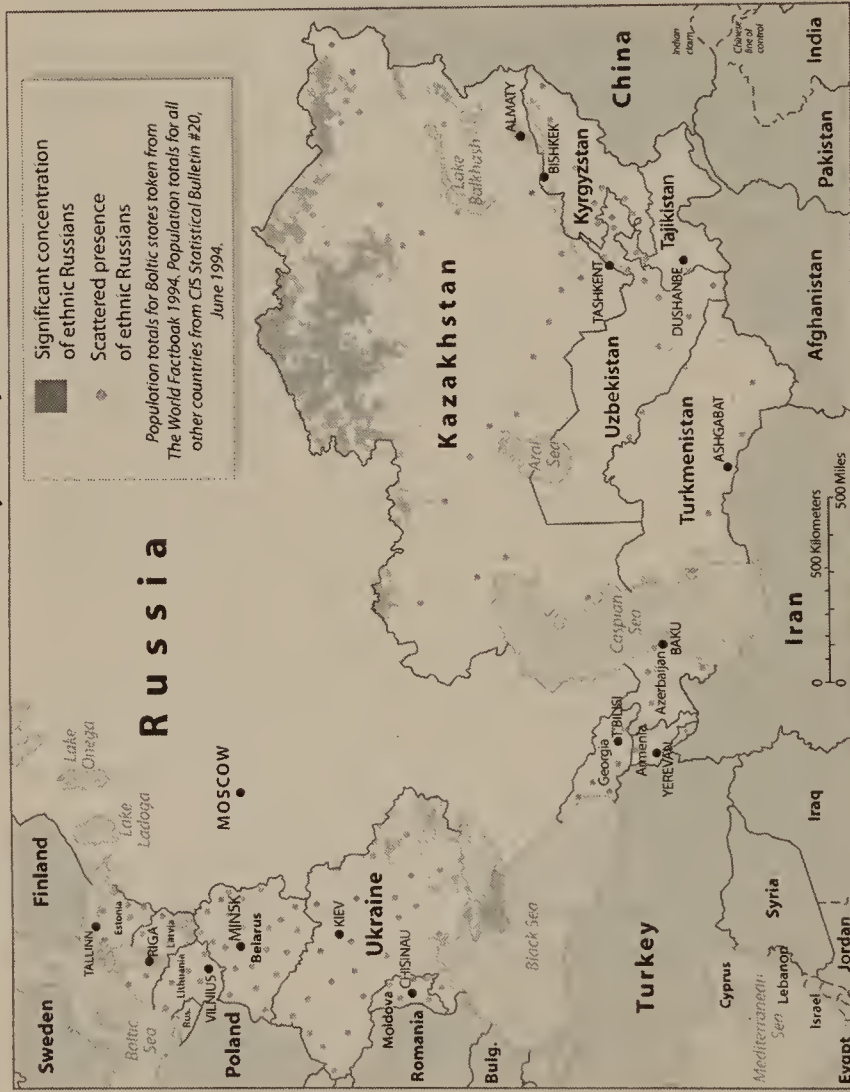 Significant concentration
of ethnic Russians
Scattered presence
of ethnic Russians
Population totals for Baltic states taken from
The World Factbook 1994. Population totals for all
other countries from CIS Statistical Bulletin #20,
June 1994.
Sweden
Finland
Lake
Onega
Lake
Ladoga
Russia
TALLINN
Estonia
Baltic
Sea
RIGA
Latvia
Lithuania
Rus.
VILNIUS
MINSK
Belarus
MOSCOW
Poland
KIEV
Ukraine
Moldova
CHISINAU
Romania
Bulg.
Black Sea
Kazakhstan
Lake
Balkhash
ALMATY
BISHKEK
Kyrgyžstan
China
Aral
Sea
TASHKENT
Uzbekistan
Tajikistan
DUSHANBE
Indian
claim
Chinese
line of
control
Caspian
Sea
Georgia
T'BILISI
Armenia
YEREVAN
Azerbaijan
BAKU
Turkmenistan
ASHGABAT
Afghanistan
Pakistan
India
Turkey
Iran
Cyprus
Mediterranean
Sea
Lebanon
Syria
Iraq
Israel
Jordan
Egypt
0 500 Kilometers
0 500 Miles